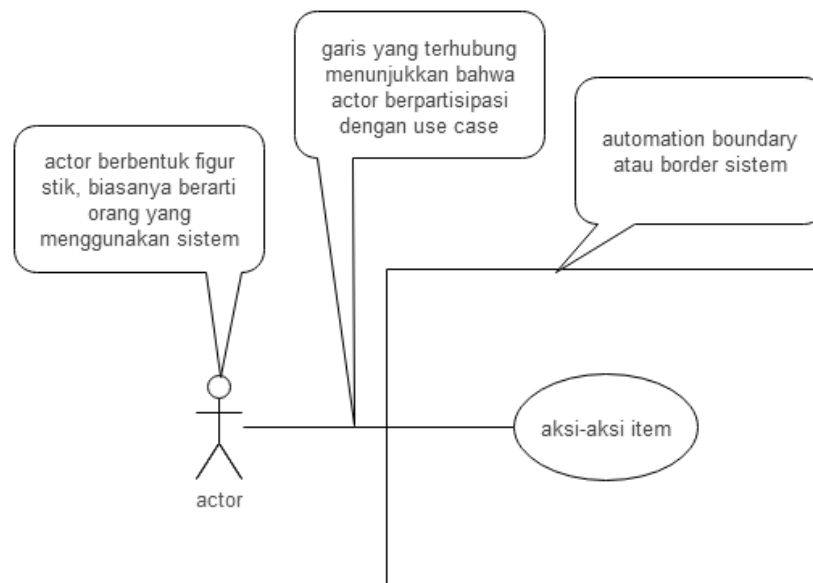 garis yang terhubung
menunjukkan bahwa
actor berpartisipasi
dengan use case
automation boundary
atau border sistem
actor berbentuk figur
stik, biasanya berarti
orang yang
menggunakan sistem
aksi-aksi item
actor